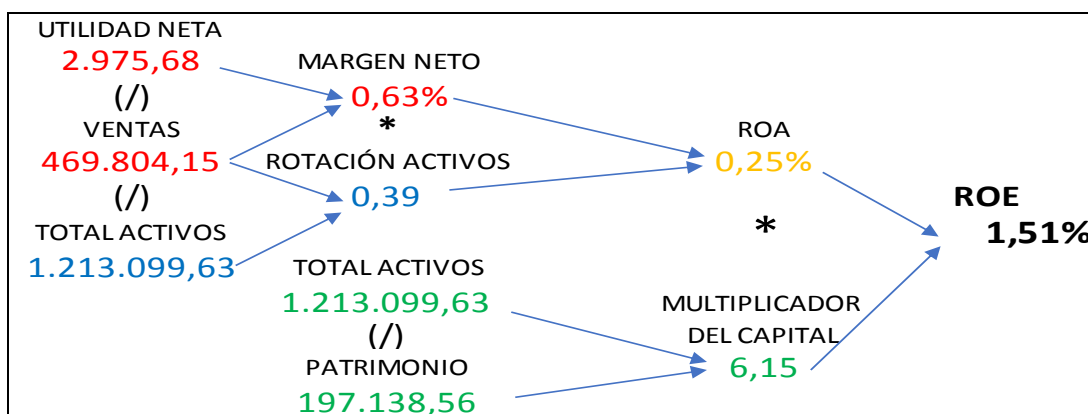 UTILIDAD NETA
2.975,68
(/)
VENTAS
469.804,15
(/)
TOTAL ACTIVOS
1.213.099,63
MARGEN NETO
0,63%
*
ROTACIÓN ACTIVOS
0,39
TOTAL ACTIVOS
1.213.099,63
(/)
PATRIMONIO
197.138,56
ROA
0,25%
*
MULTIPLICADOR
DEL CAPITAL
6,15
ROE
1,51%